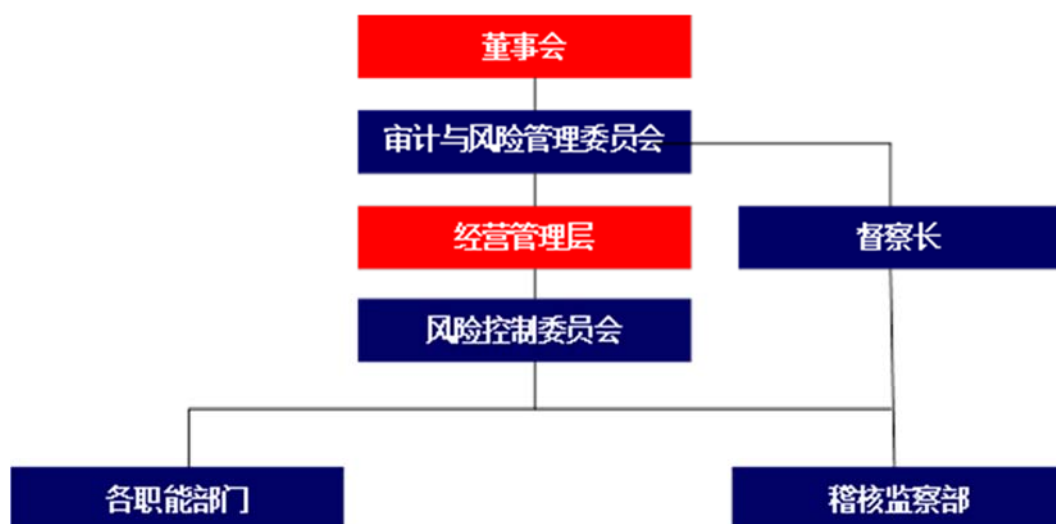 董事会
审计与风险管理委员会
经营管理层
督察长
风险控制委员会
各职能部门
稽核监察部